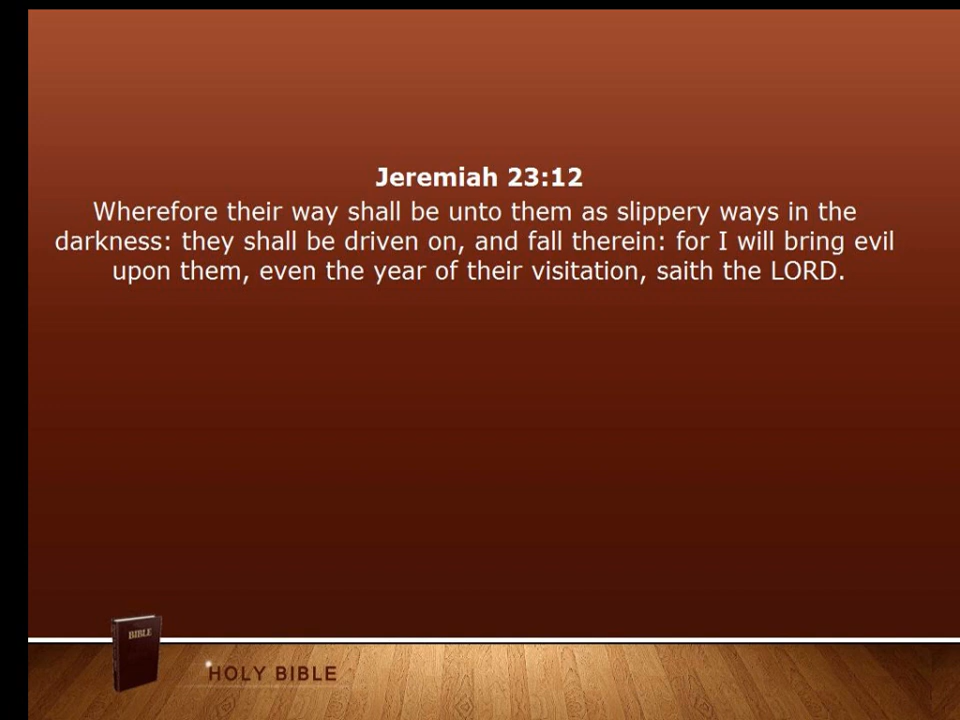 Jeremiah 23:12
Wherefore their way shall be unto them as slippery ways in the
darkness: they shall be driven on, and fall therein: for I will bring evil
upon them, even the year of their visitation, saith the LORD.
BIBLE
HOLY BIBLE